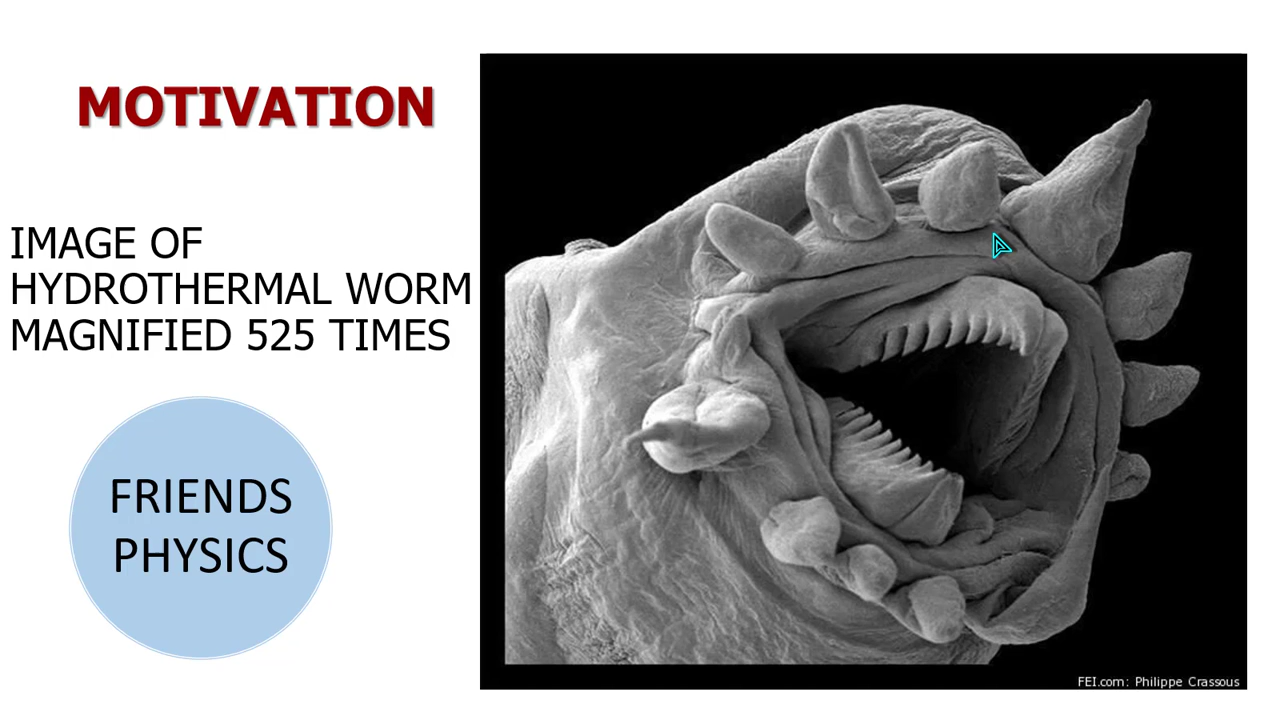 MOTIVATION
IMAGE OF
HYDROTHERMAL WORM
MAGNIFIED 525 TIMES
FRIENDS
PHYSICS
FEI.com: Philippe Crassous